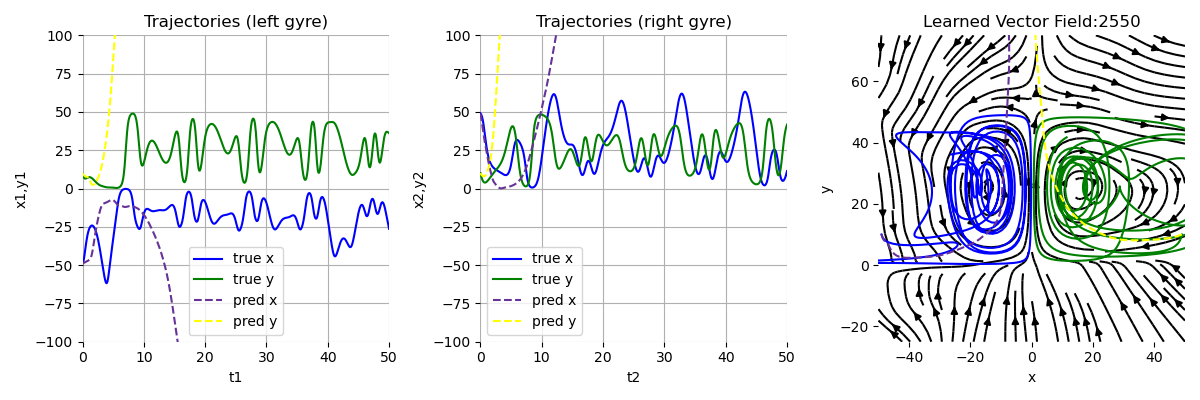 Trajectories (left gyre)
100
75
50
25
0
−25
−50
−75
−100
0
10
20
30
40
50
x1,y1
t1
true x
true y
pred x
pred y
Trajectories (right gyre)
100
75
50
25
0
−25
−50
−75
−100
0
10
20
30
40
50
x2,y2
t2
true x
true y
pred x
pred y
Learned Vector Field:2550
60
40
20
0
−20
−40
−20
0
20
40
y
x